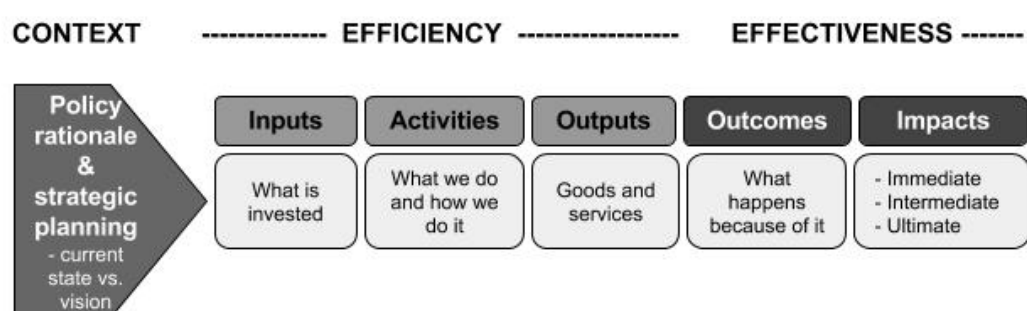 CONTEXT -------------- EFFICIENCY ------------------ EFFECTIVENESS -------
Policy
rationale
&
strategic
planning
- current
state vs.
vision
Inputs
What is
invested
Activities
What we do
and how we
do it
Outputs
Goods and
services
Outcomes
What
happens
because of it
Impacts
- Immediate
- Intermediate
- Ultimate